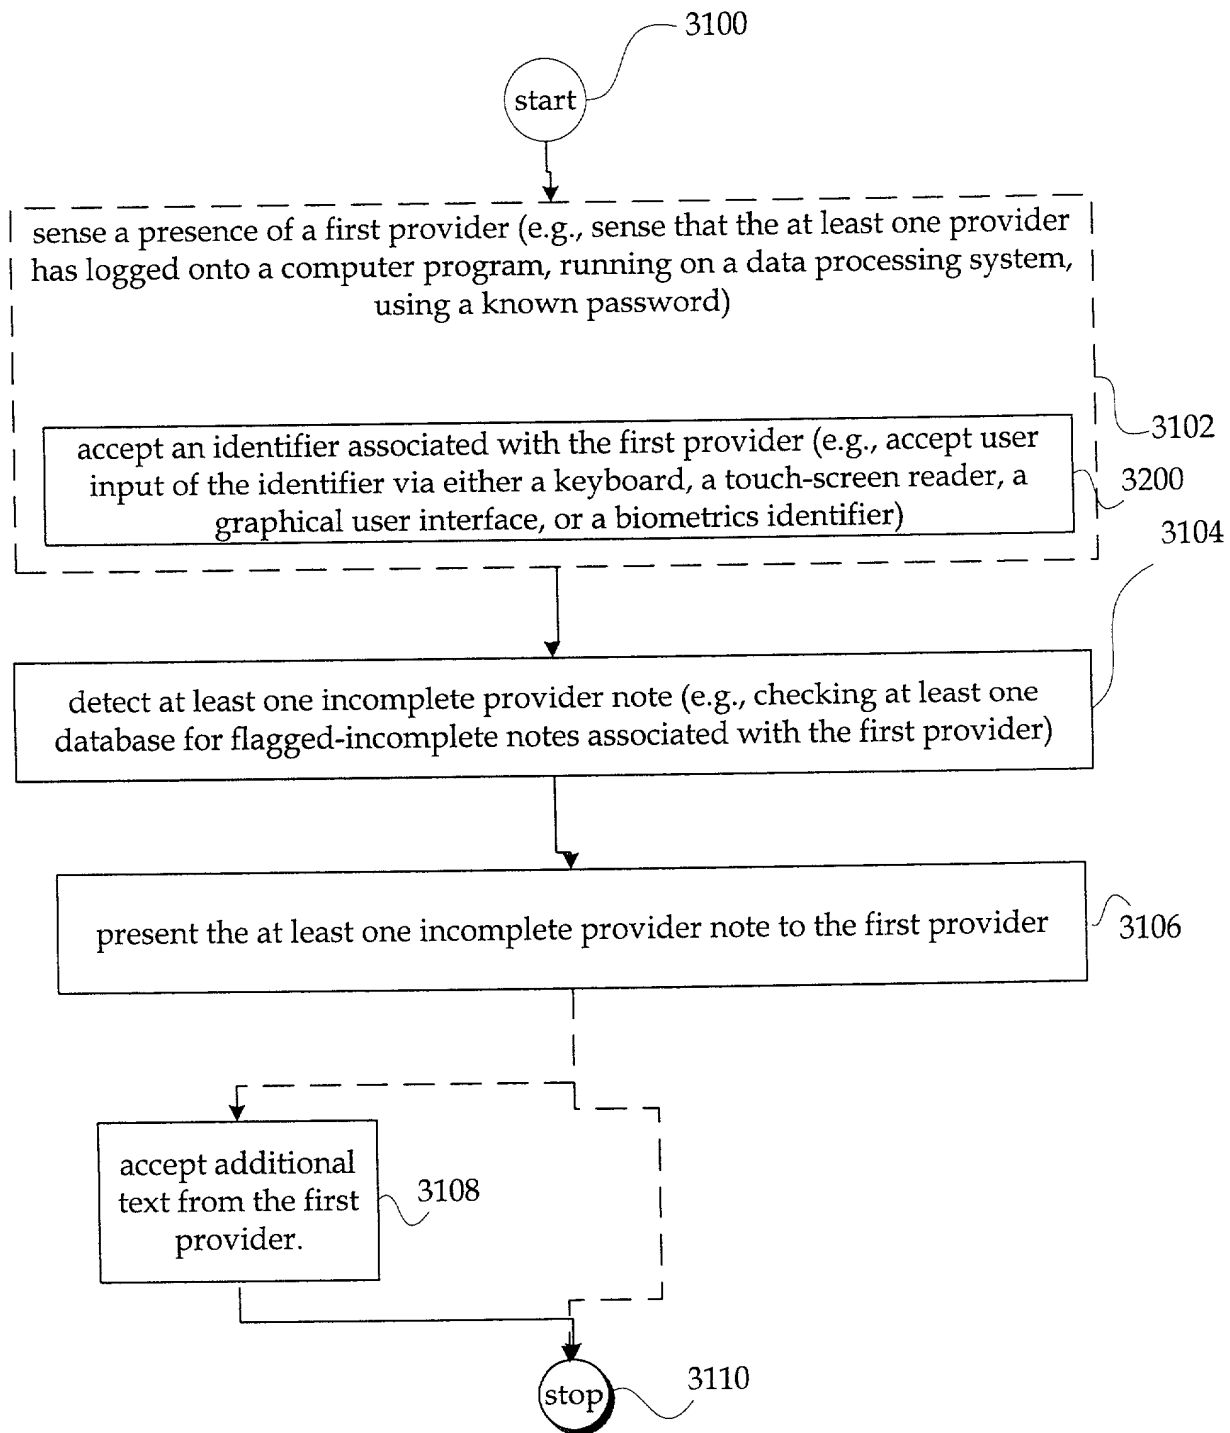 3100
start
sense a presence of a first provider (e.g., sense that the at least one provider
has logged onto a computer program, running on a data processing system,
using a known password)
3102
accept an identifier associated with the first provider (e.g., accept user
input of the identifier via either a keyboard, a touch-screen reader, a
graphical user interface, or a biometrics identifier)
3200
3104
detect at least one incomplete provider note (e.g., checking at least one
database for flagged-incomplete notes associated with the first provider)
present the at least one incomplete provider note to the first provider
3106
accept additional
text from the first
provider.
3108
stop
3110